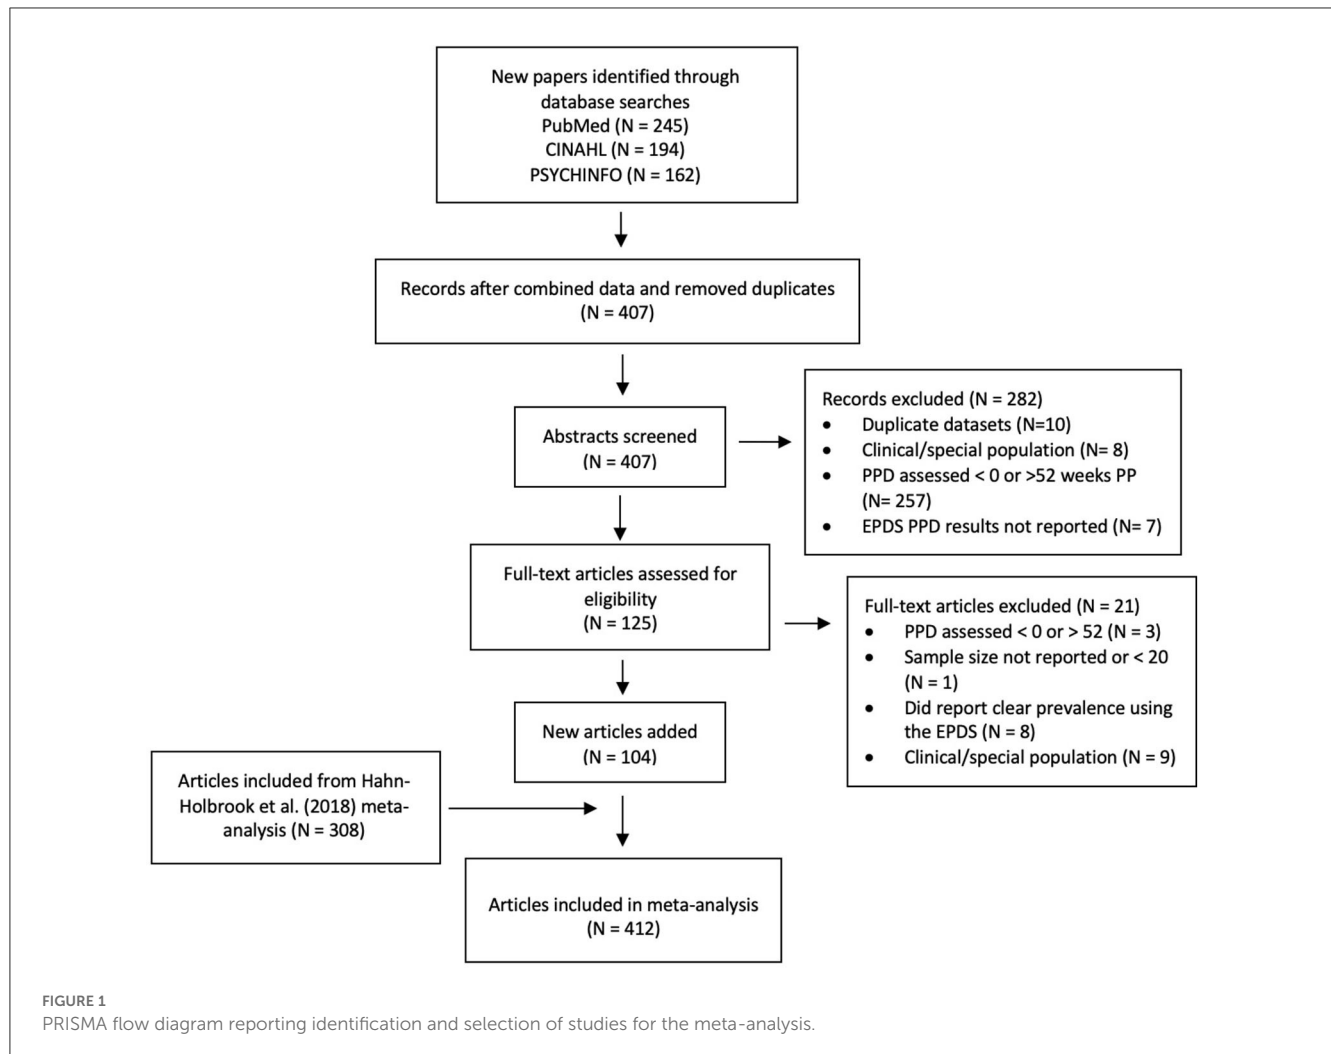 New papers identified through
database searches
PubMed (N = 245)
CINAHL (N = 194)
PSYCHINFO (N = 162)
Records after combined data and removed duplicates
(N = 407)
Abstracts screened
(N = 407)
Records excluded (N = 282)
• Duplicate datasets (N=10)
• Clinical/special population (N= 8)
• PPD assessed < 0 or >52 weeks PP
(N= 257)
• EPDS PPD results not reported (N= 7)
Full-text articles assessed for
eligibility
(N = 125)
Full-text articles excluded (N = 21)
• PPD assessed < 0 or > 52 (N = 3)
• Sample size not reported or < 20
(N = 1)
• Did report clear prevalence using
the EPDS (N = 8)
• Clinical/special population (N = 9)
New articles added
(N = 104)
Articles included from Hahn-
Holbrook et al. (2018) meta-
analysis (N = 308)
Articles included in meta-analysis
(N = 412)
FIGURE 1
PRISMA flow diagram reporting identification and selection of studies for the meta-analysis.